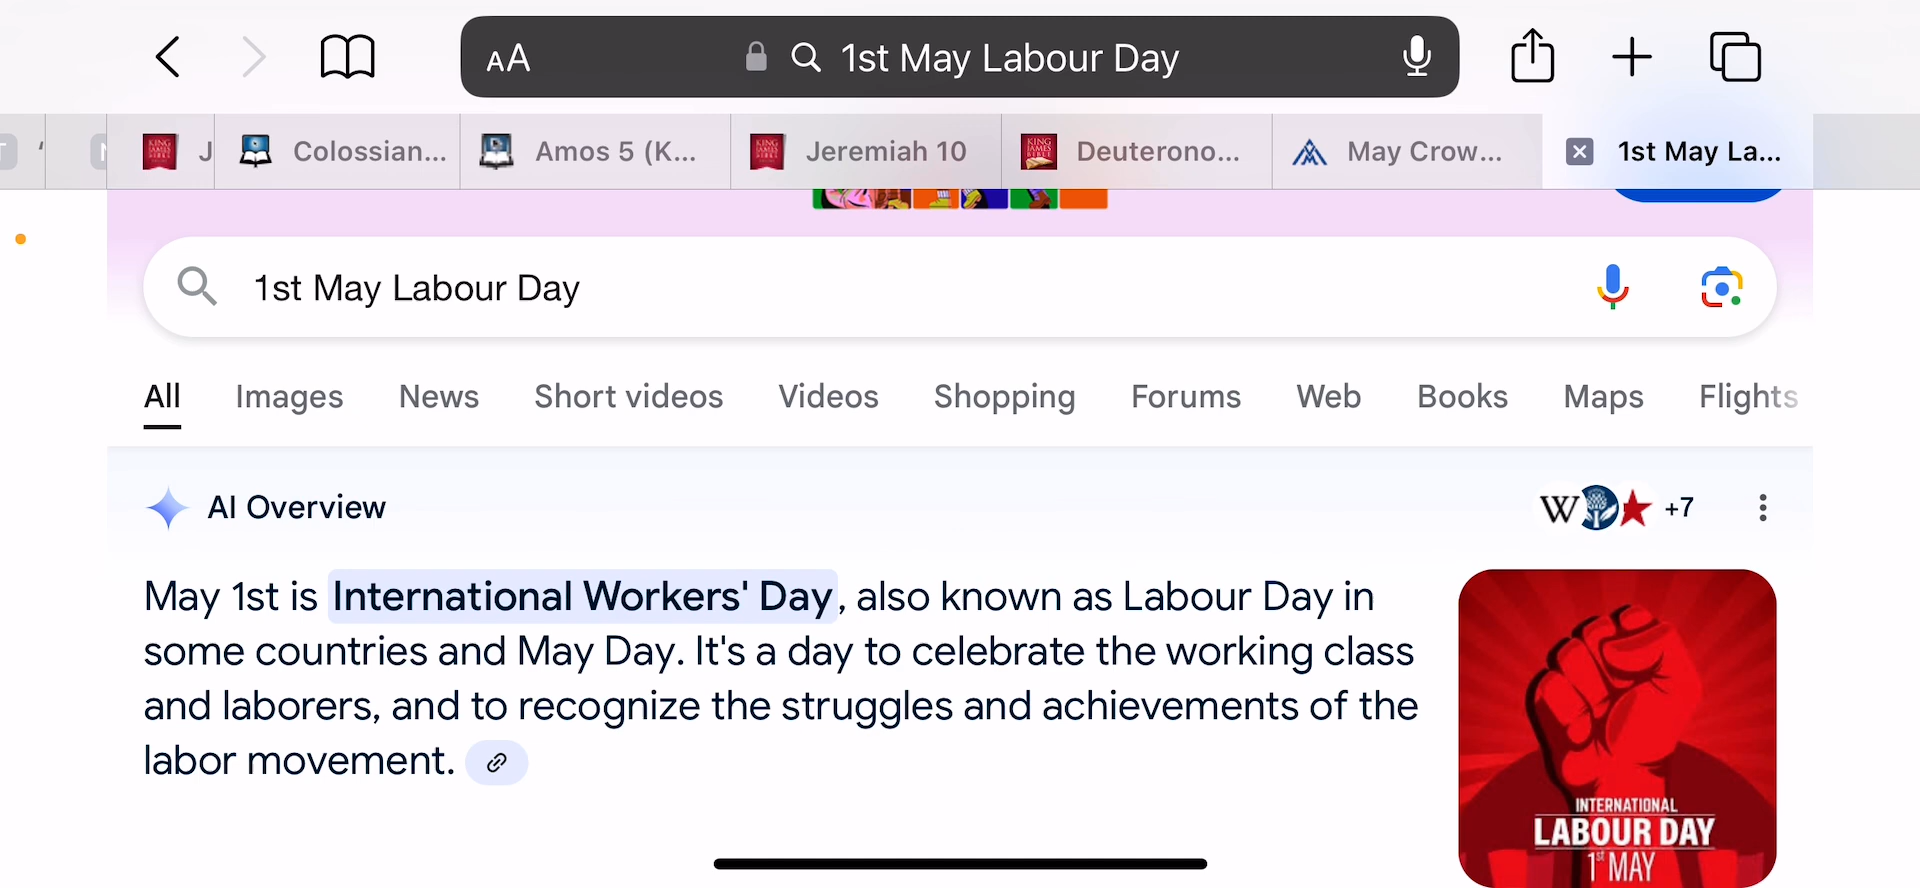 AA 1st May Labour Day
J Colossian... Amos 5 (K... Jeremiah 10 Deuterono... May Crow... 1st May La...
1st May Labour Day
All Images News Short videos Videos Shopping Forums Web Books Maps Flights
AI Overview W +7
May 1st is International Workers' Day, also known as Labour Day in
some countries and May Day. It's a day to celebrate the working class
and laborers, and to recognize the struggles and achievements of the
labor movement.
INTERNATIONAL
LABOUR DAY
1st MAY